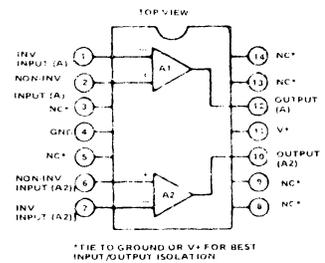 TOP VIEW
INV
INPUT (A)
1
NON-INV
INPUT (A)
2
NC*
3
GND
4
NC*
5
NON-INV
INPUT (A2)
6
INV
INPUT (A2)
7
A1
A2
14
NC*
13
NC*
12
OUTPUT
(A)
11
V+
10
OUTPUT
(A2)
9
NC*
8
NC*
*TIE TO GROUND OR V+ FOR BEST
INPUT/OUTPUT ISOLATION